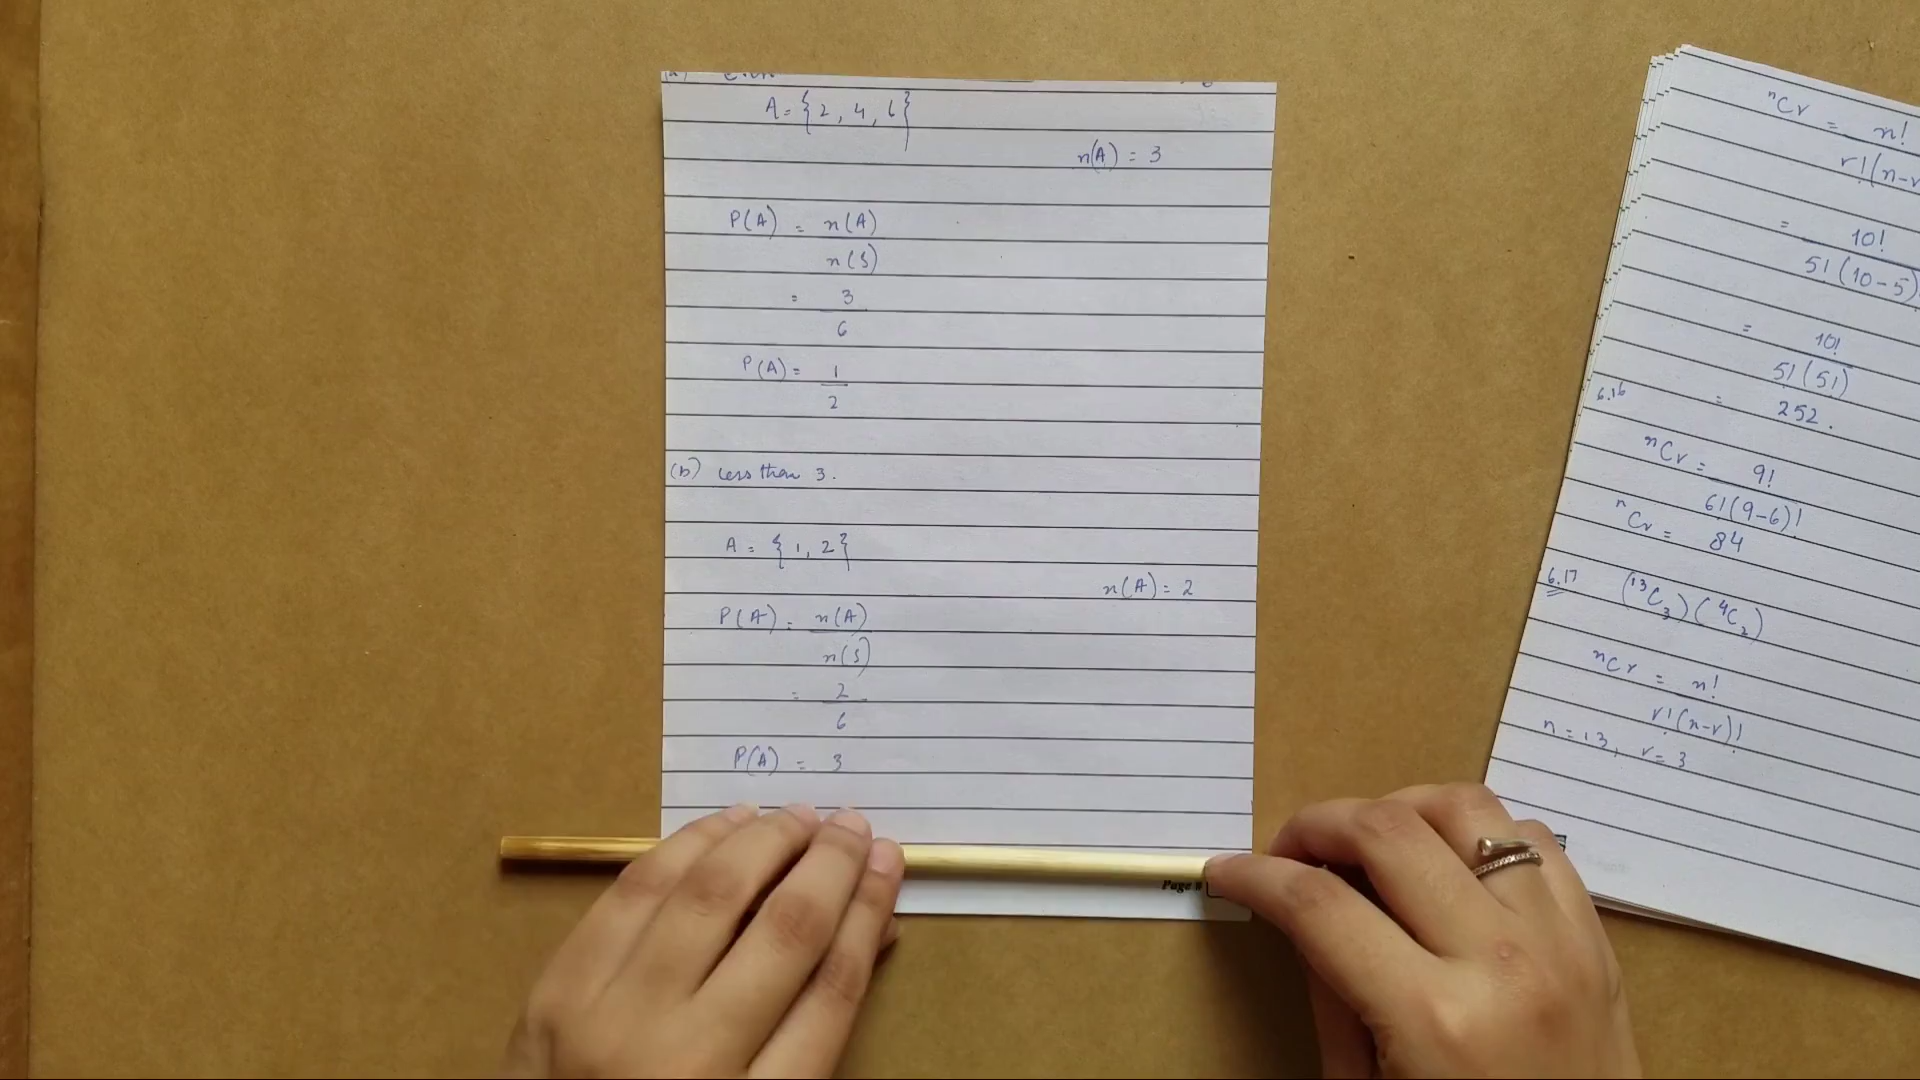 A = {2, 4, 6}
n(A) = 3
P(A) = n(A)
n(S)
= 3
6
P(A) = 1
2
(b) Less than 3.
A = {1, 2}
n(A) = 2
P(A) = n(A)
n(S)
= 2
6
P(A) = 3
Page #
nCr = n!
r!(n-r
= 10!
5!(10-5)
= 10!
5!(5!)
= 252.
6.16
nCr = 9!
6!(9-6)!
nCr = 84
6.17 (13C3)(4C2)
nCr = n!
r!(n-r)!
n = 13, r = 3